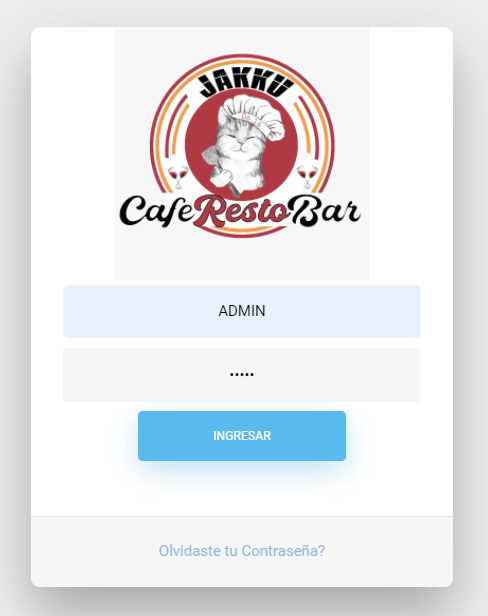 JAKKU
CafeRestoBar
ADMIN
•••••
INGRESAR
Olvidaste tu Contraseña?